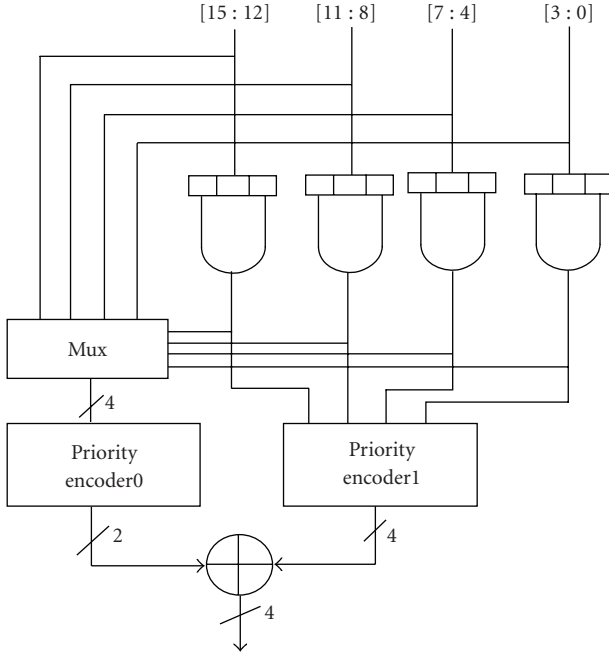 [15 : 12] [11 : 8] [7 : 4] [3 : 0]
Mux
4
Priority
encoder0
Priority
encoder1
2
4
4